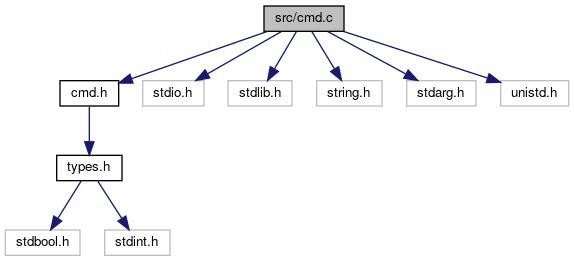 src/cmd.c
cmd.h
stdio.h
stdlib.h
string.h
stdarg.h
unistd.h
types.h
stdbool.h
stdint.h